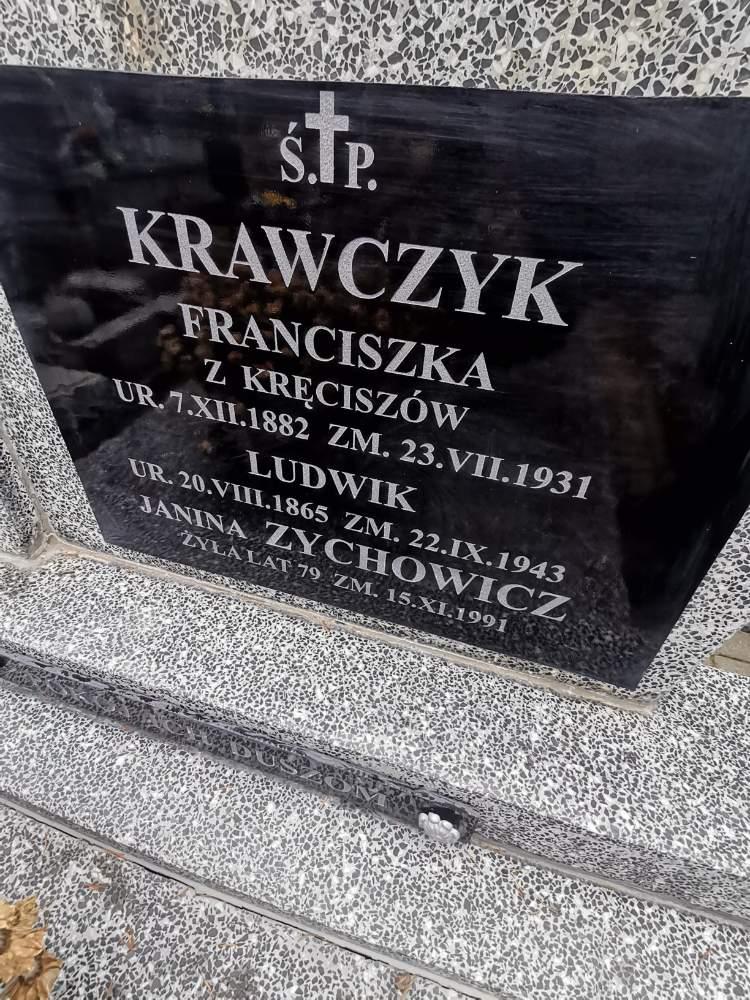 Ś. P.
KRAWCZYK
FRANCISZKA
Z KRĘCISZÓW
UR. 7.XII.1882 ZM. 23.VII.1931
LUDWIK
UR. 20.VIII.1865 ZM. 22.IX.1943
JANINA ZYCHOWICZ
ŻYŁA LAT 79 ZM. 15.XI.1991
DUSZOM